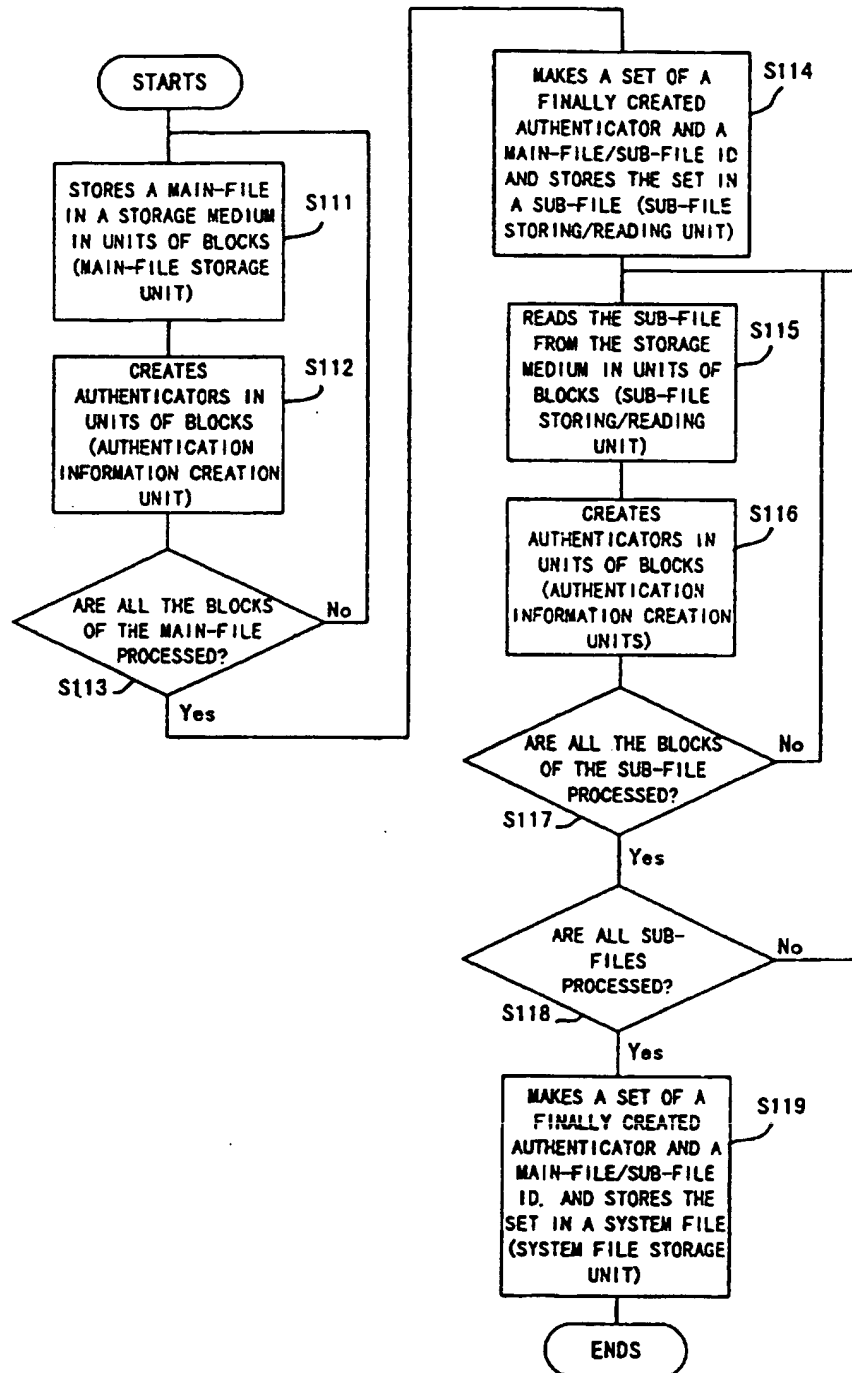 STARTS
STORES A MAIN-FILE
IN A STORAGE MEDIUM
IN UNITS OF BLOCKS
(MAIN-FILE STORAGE
UNIT)
S111
CREATES
AUTHENTICATORS IN
UNITS OF BLOCKS
(AUTHENTICATION
INFORMATION CREATION
UNIT)
S112
ARE ALL THE BLOCKS
OF THE MAIN-FILE
PROCESSED?
No
S113
Yes
MAKES A SET OF A
FINALLY CREATED
AUTHENTICATOR AND A
MAIN-FILE/SUB-FILE ID
AND STORES THE SET IN
A SUB-FILE (SUB-FILE
STORING/READING UNIT)
S114
READS THE SUB-FILE
FROM THE STORAGE
MEDIUM IN UNITS OF
BLOCKS (SUB-FILE
STORING/READING
UNIT)
S115
CREATES
AUTHENTICATORS IN
UNITS OF BLOCKS
(AUTHENTICATION
INFORMATION CREATION
UNITS)
S116
ARE ALL THE BLOCKS
OF THE SUB-FILE
PROCESSED?
No
S117
Yes
ARE ALL SUB-
FILES
PROCESSED?
No
S118
Yes
MAKES A SET OF A
FINALLY CREATED
AUTHENTICATOR AND A
MAIN-FILE/SUB-FILE
ID. AND STORES THE
SET IN A SYSTEM FILE
(SYSTEM FILE STORAGE
UNIT)
S119
ENDS